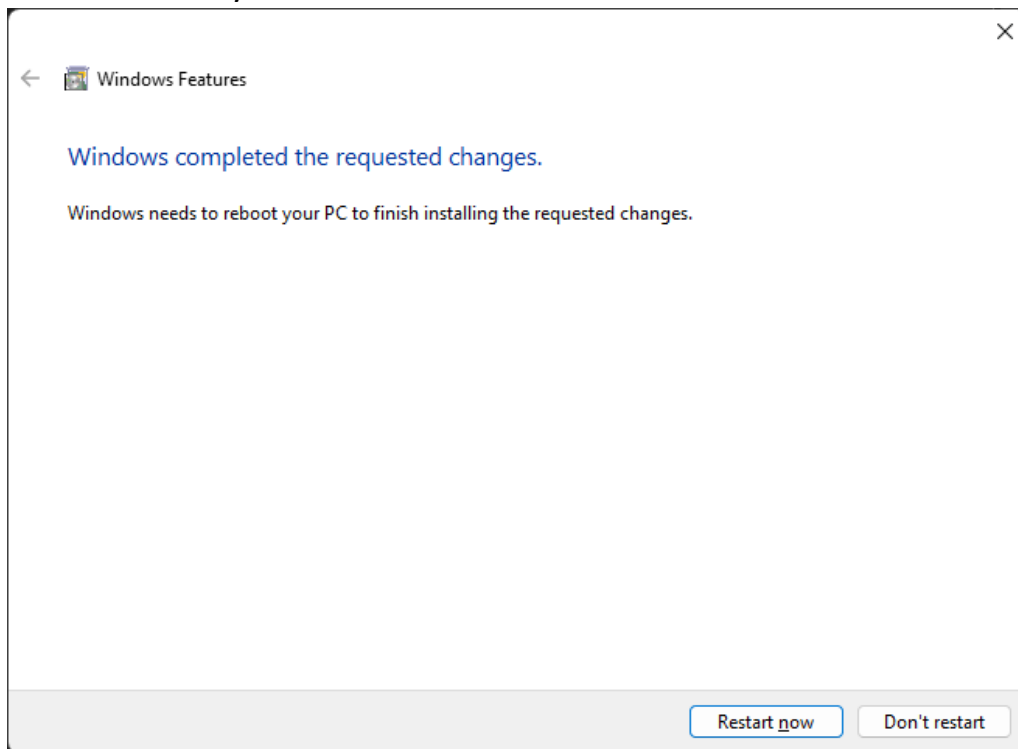 Windows Features
Windows completed the requested changes.
Windows needs to reboot your PC to finish installing the requested changes.
Restart now
Don't restart